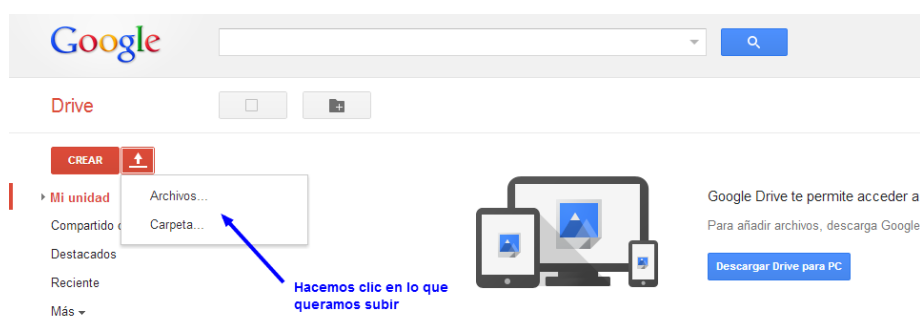 Google
Drive
CREAR
Mi unidad
Archivos...
Compartido
Carpeta...
Destacados
Reciente
Más
Hacemos clic en lo que
queramos subir
Google Drive te permite acceder a
Para añadir archivos, descarga Google
Descargar Drive para PC